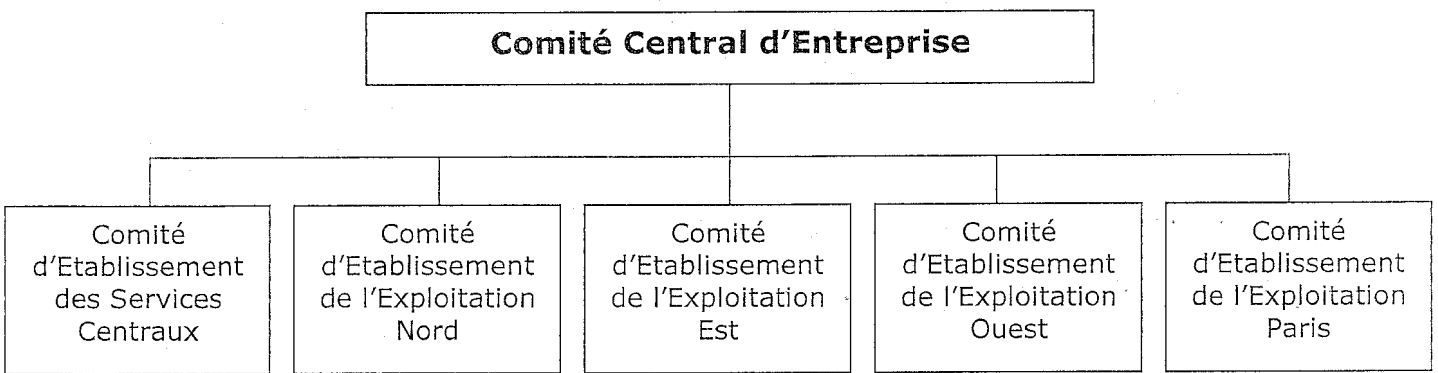 Comité Central d'Entreprise
Comité
d'Etablissement
des Services
Centraux
Comité
d'Etablissement
de l'Exploitation
Nord
Comité
d'Etablissement
de l'Exploitation
Est
Comité
d'Etablissement
de l'Exploitation
Ouest
Comité
d'Etablissement
de l'Exploitation
Paris